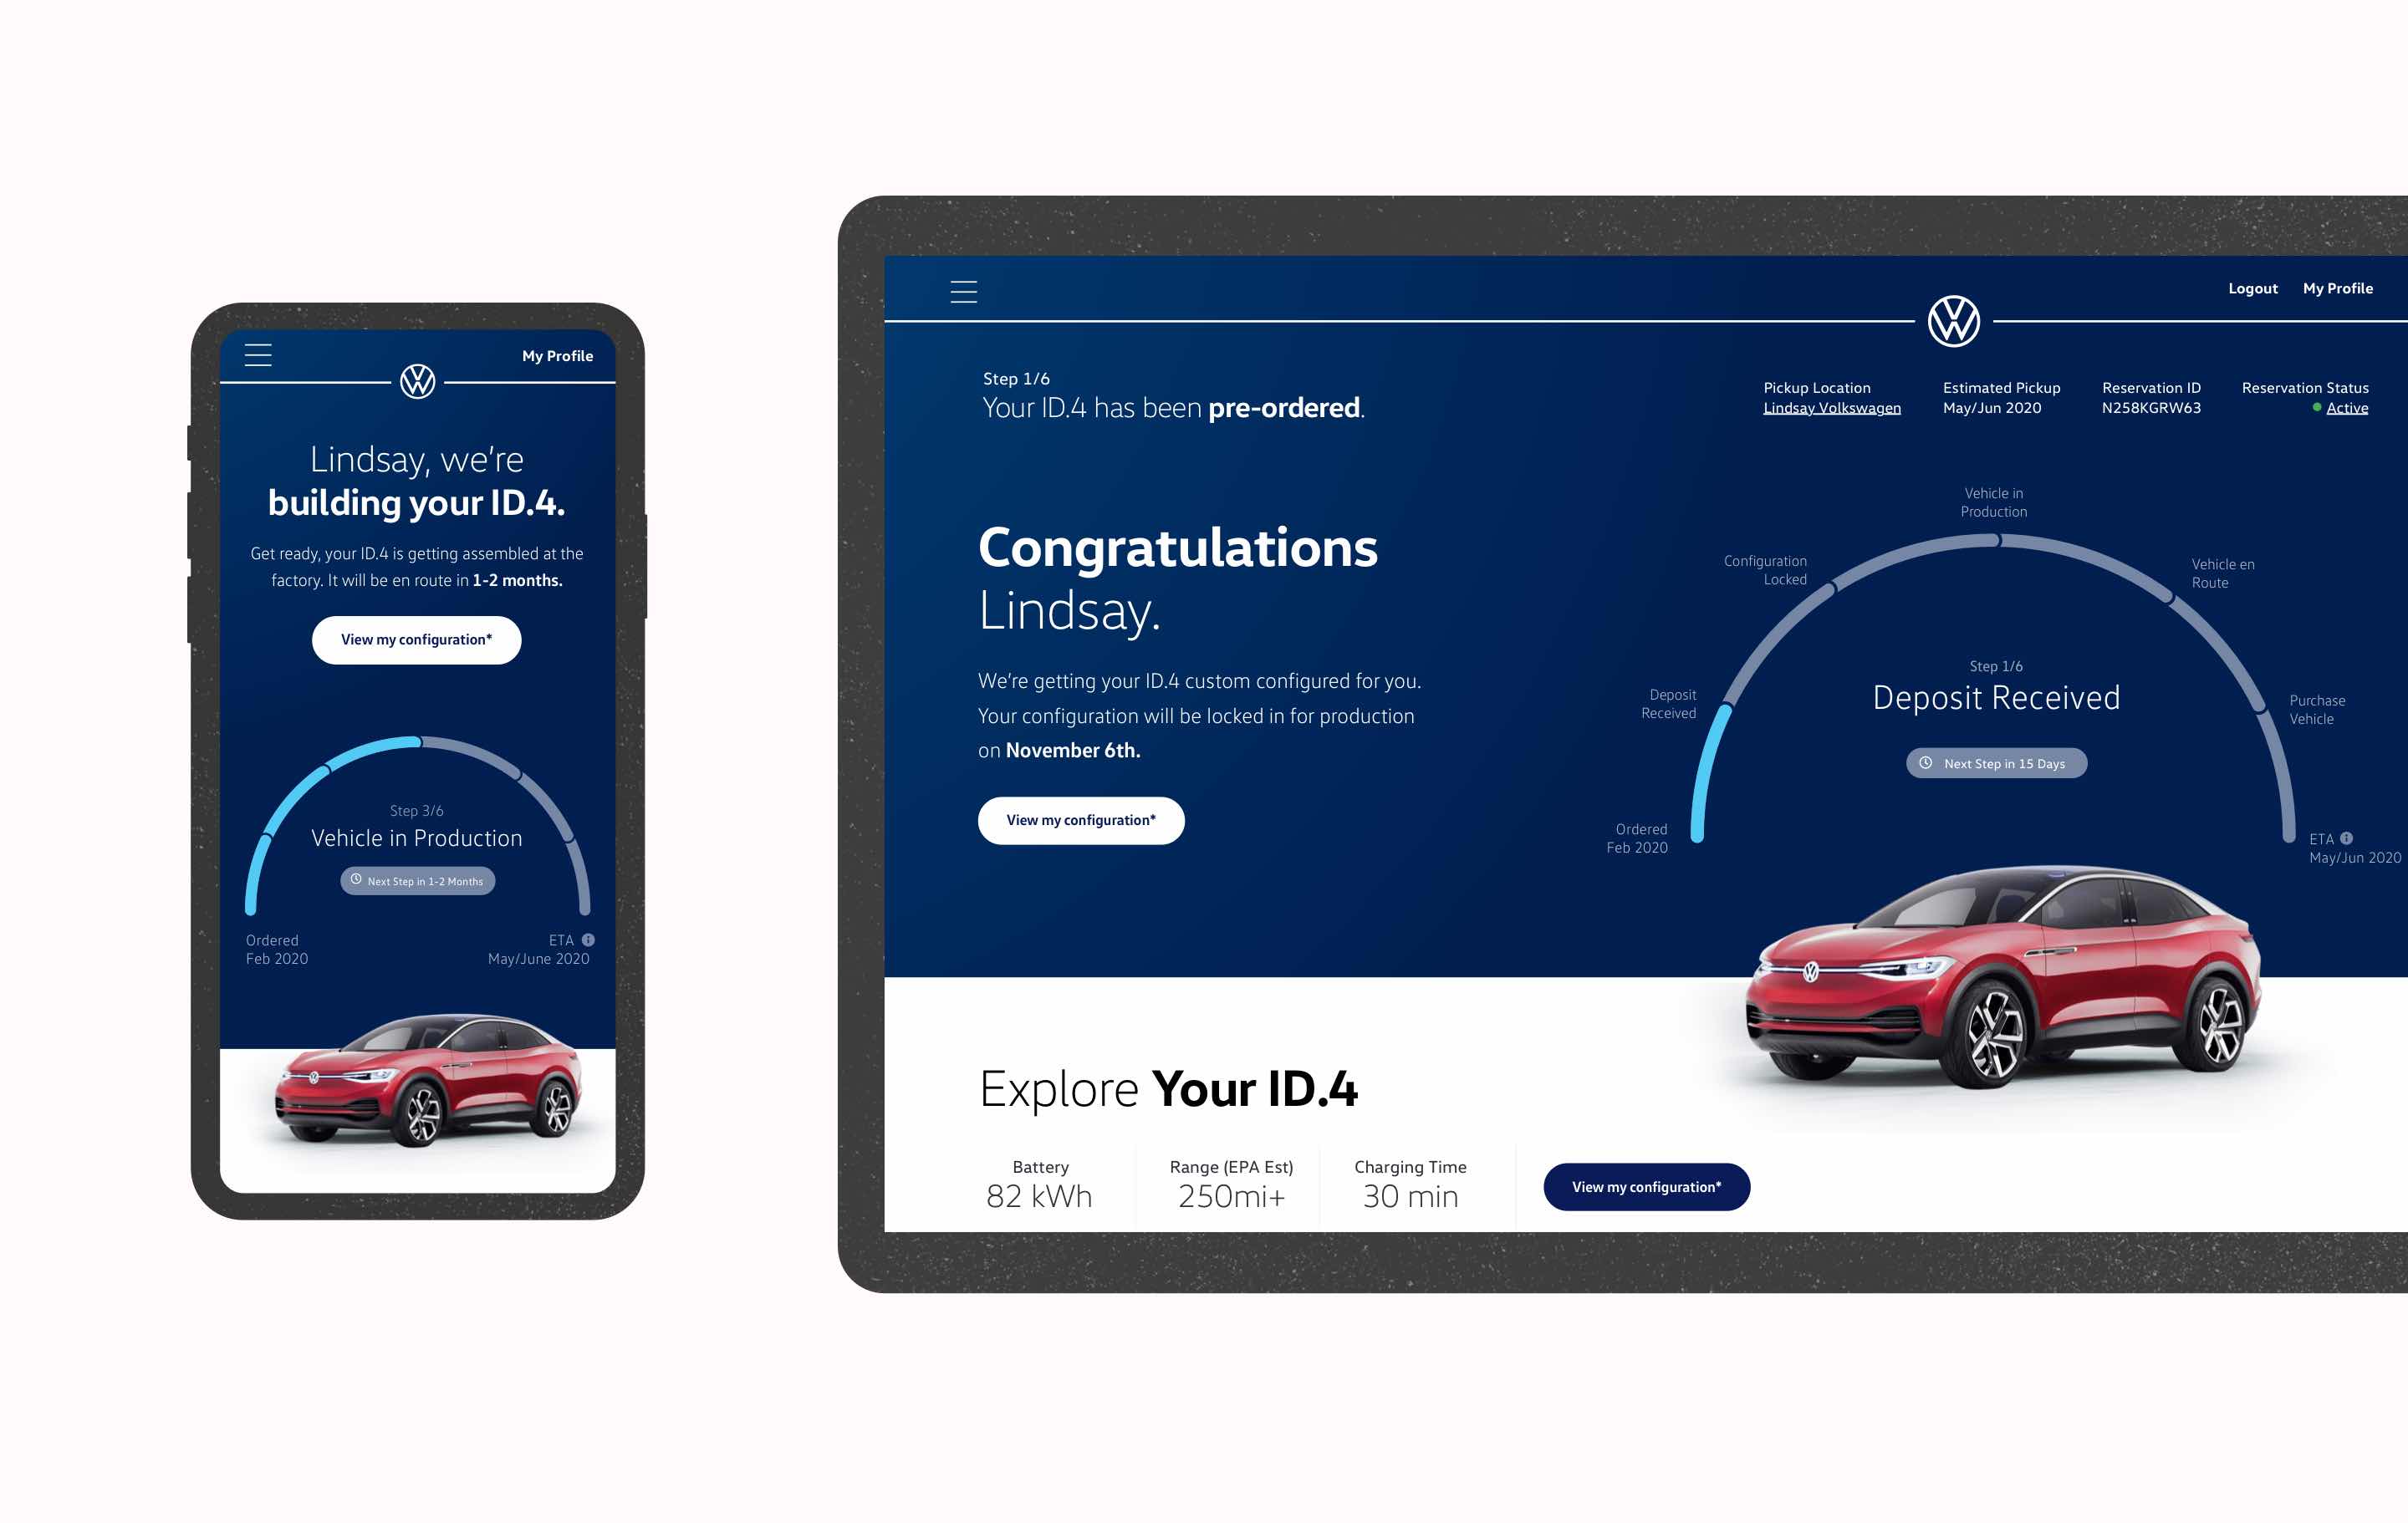 My Profile
Lindsay, we're
building your ID.4.
Get ready, your ID.4 is getting assembled at the
factory. It will be en route in 1-2 months.
View my configuration*
Step 3/6
Vehicle in Production
Next Step in 1-2 Months
Ordered
Feb 2020
ETA
May/June 2020
Logout My Profile
Step 1/6
Your ID.4 has been pre-ordered.
Pickup Location
Lindsay Volkswagen
Estimated Pickup
May/Jun 2020
Reservation ID
N258KGRW63
Reservation Status
Active
Congratulations
Lindsay.
We're getting your ID.4 custom configured for you.
Your configuration will be locked in for production
on November 6th.
View my configuration*
Ordered
Feb 2020
Deposit
Received
Configuration
Locked
Vehicle in
Production
Vehicle en
Route
Purchase
Vehicle
ETA
May/Jun 2020
Step 1/6
Deposit Received
Next Step in 15 Days
Explore Your ID.4
Battery
82 kWh
Range (EPA Est)
250mi+
Charging Time
30 min
View my configuration*